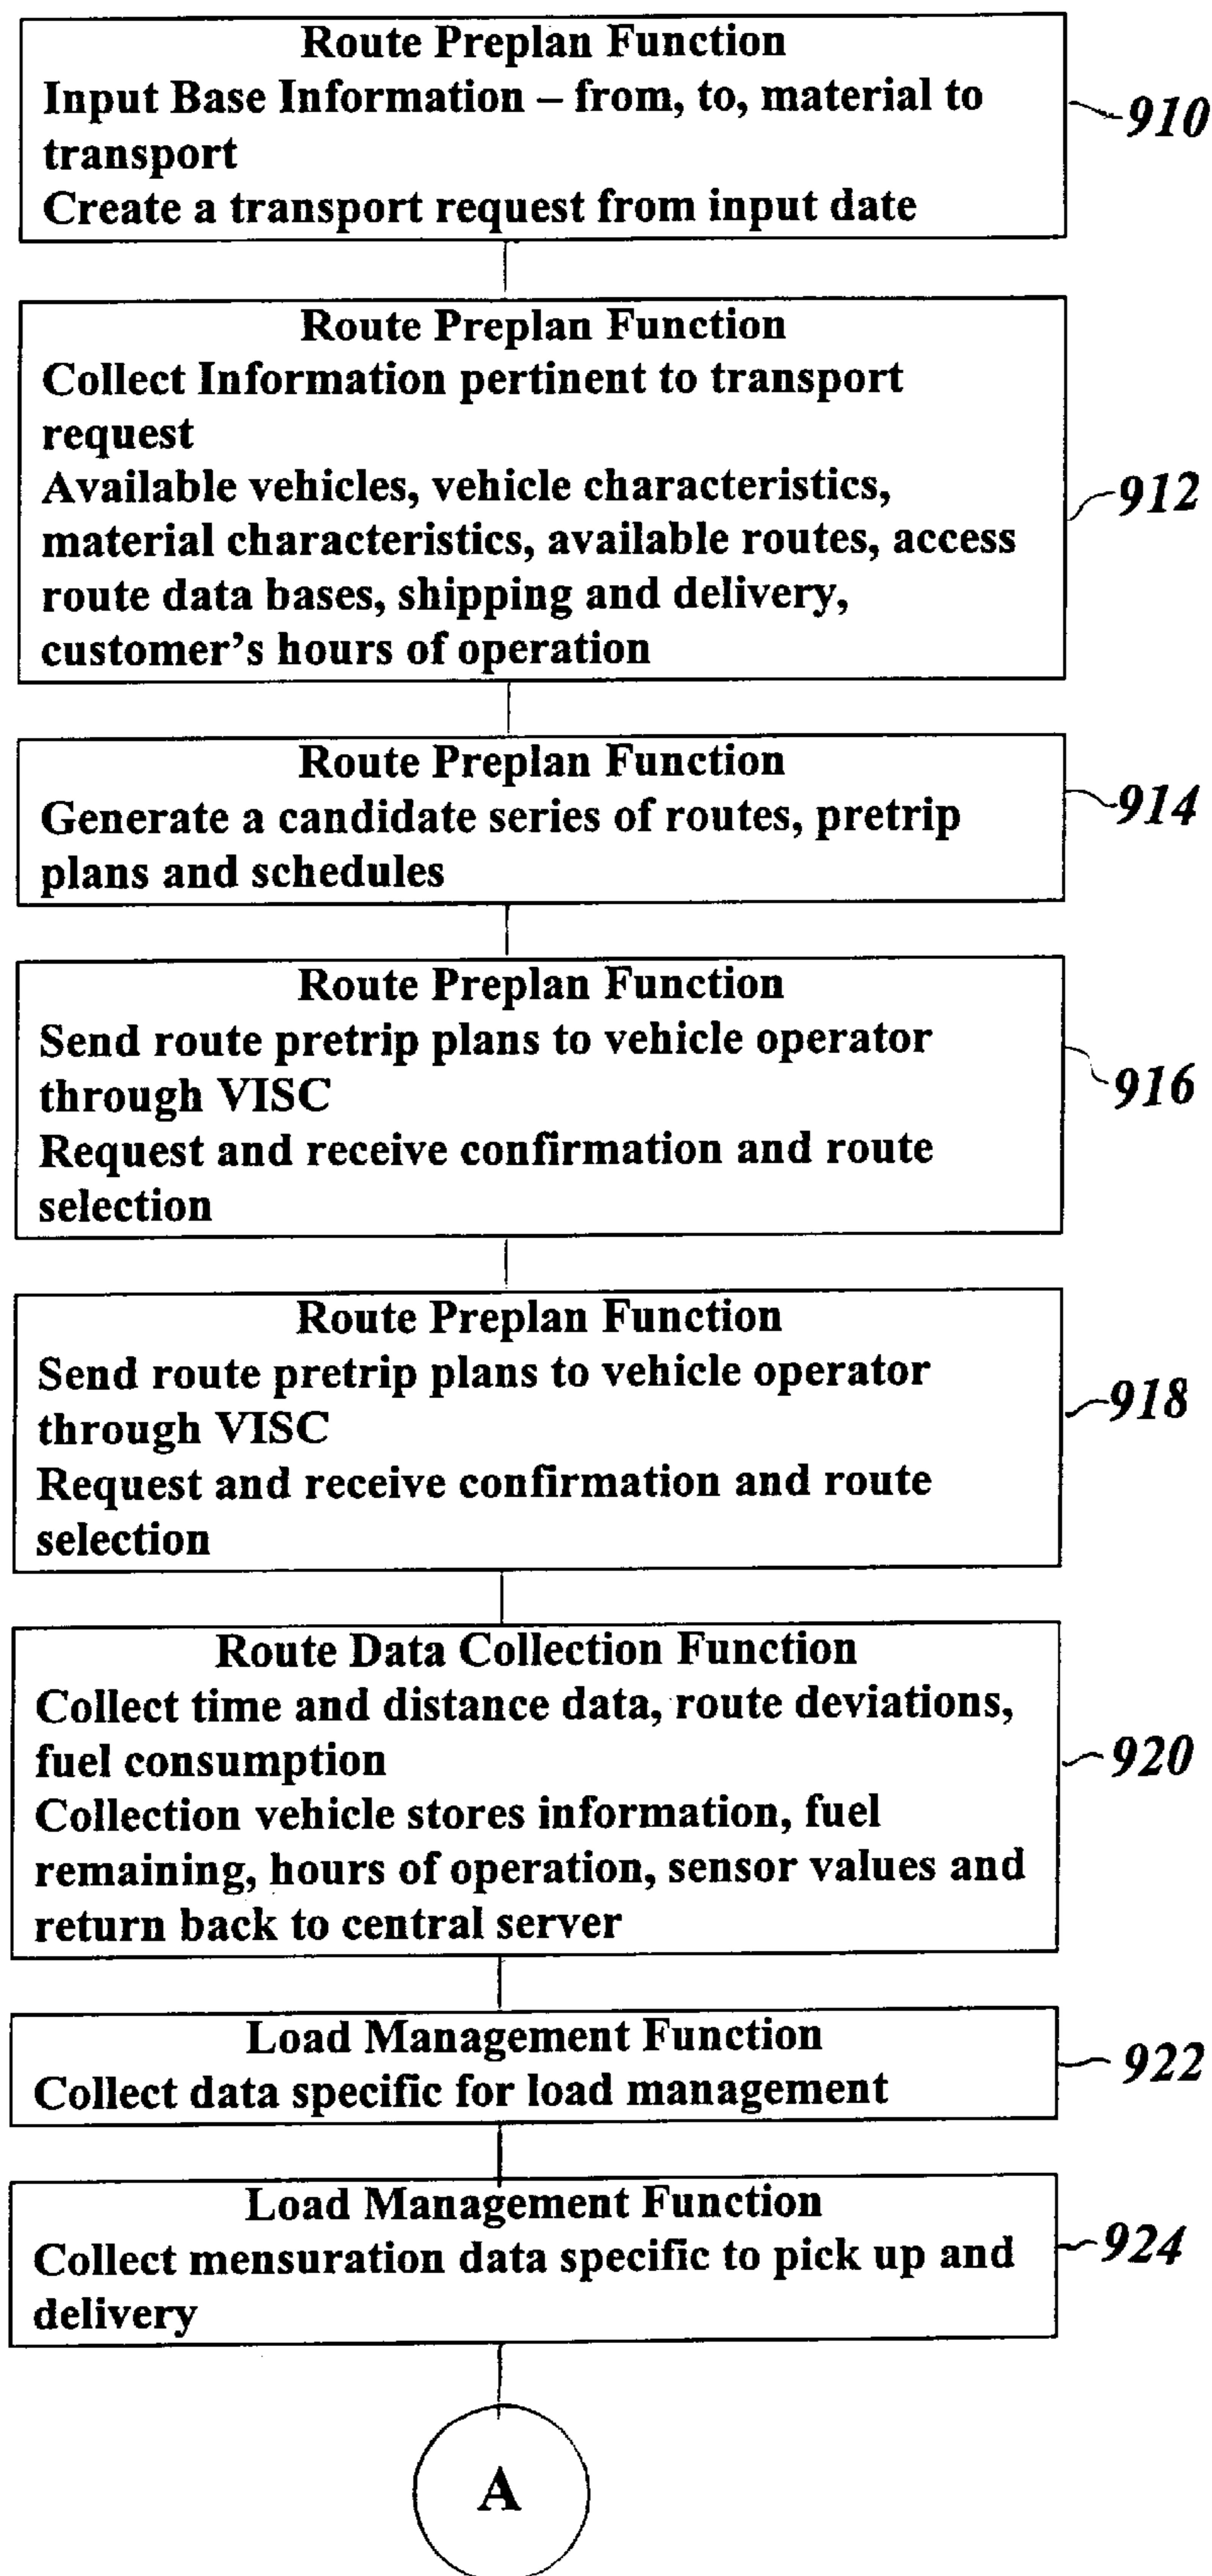 Route Preplan Function
Input Base Information – from, to, material to
transport
Create a transport request from input date
910
Route Preplan Function
Collect Information pertinent to transport
request
Available vehicles, vehicle characteristics,
material characteristics, available routes, access
route data bases, shipping and delivery,
customer's hours of operation
912
Route Preplan Function
Generate a candidate series of routes, pretrip
plans and schedules
914
Route Preplan Function
Send route pretrip plans to vehicle operator
through VISC
Request and receive confirmation and route
selection
916
Route Preplan Function
Send route pretrip plans to vehicle operator
through VISC
Request and receive confirmation and route
selection
918
Route Data Collection Function
Collect time and distance data, route deviations,
fuel consumption
Collection vehicle stores information, fuel
remaining, hours of operation, sensor values and
return back to central server
920
Load Management Function
Collect data specific for load management
922
Load Management Function
Collect mensuration data specific to pick up and
delivery
924
A